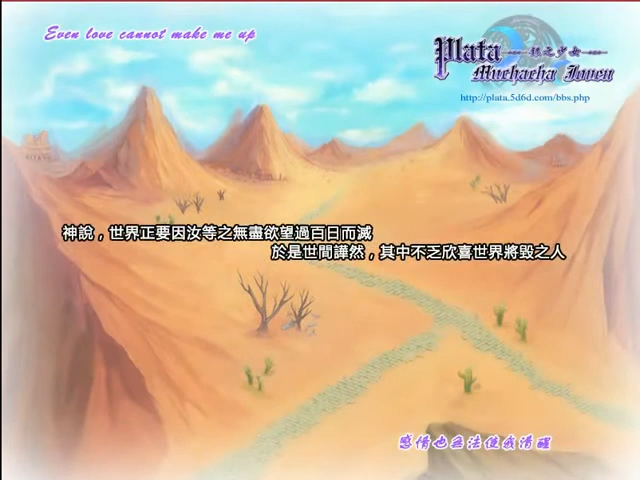 Even love cannot make me up
Plata 銀之少女
Muchacha Joven
http://plata.5d6d.com/bbs.php
神說，世界正要因汝等之無盡欲望過百日而滅
於是世間譁然，其中不乏欣喜世界將毀之人
感情也無法使我清醒